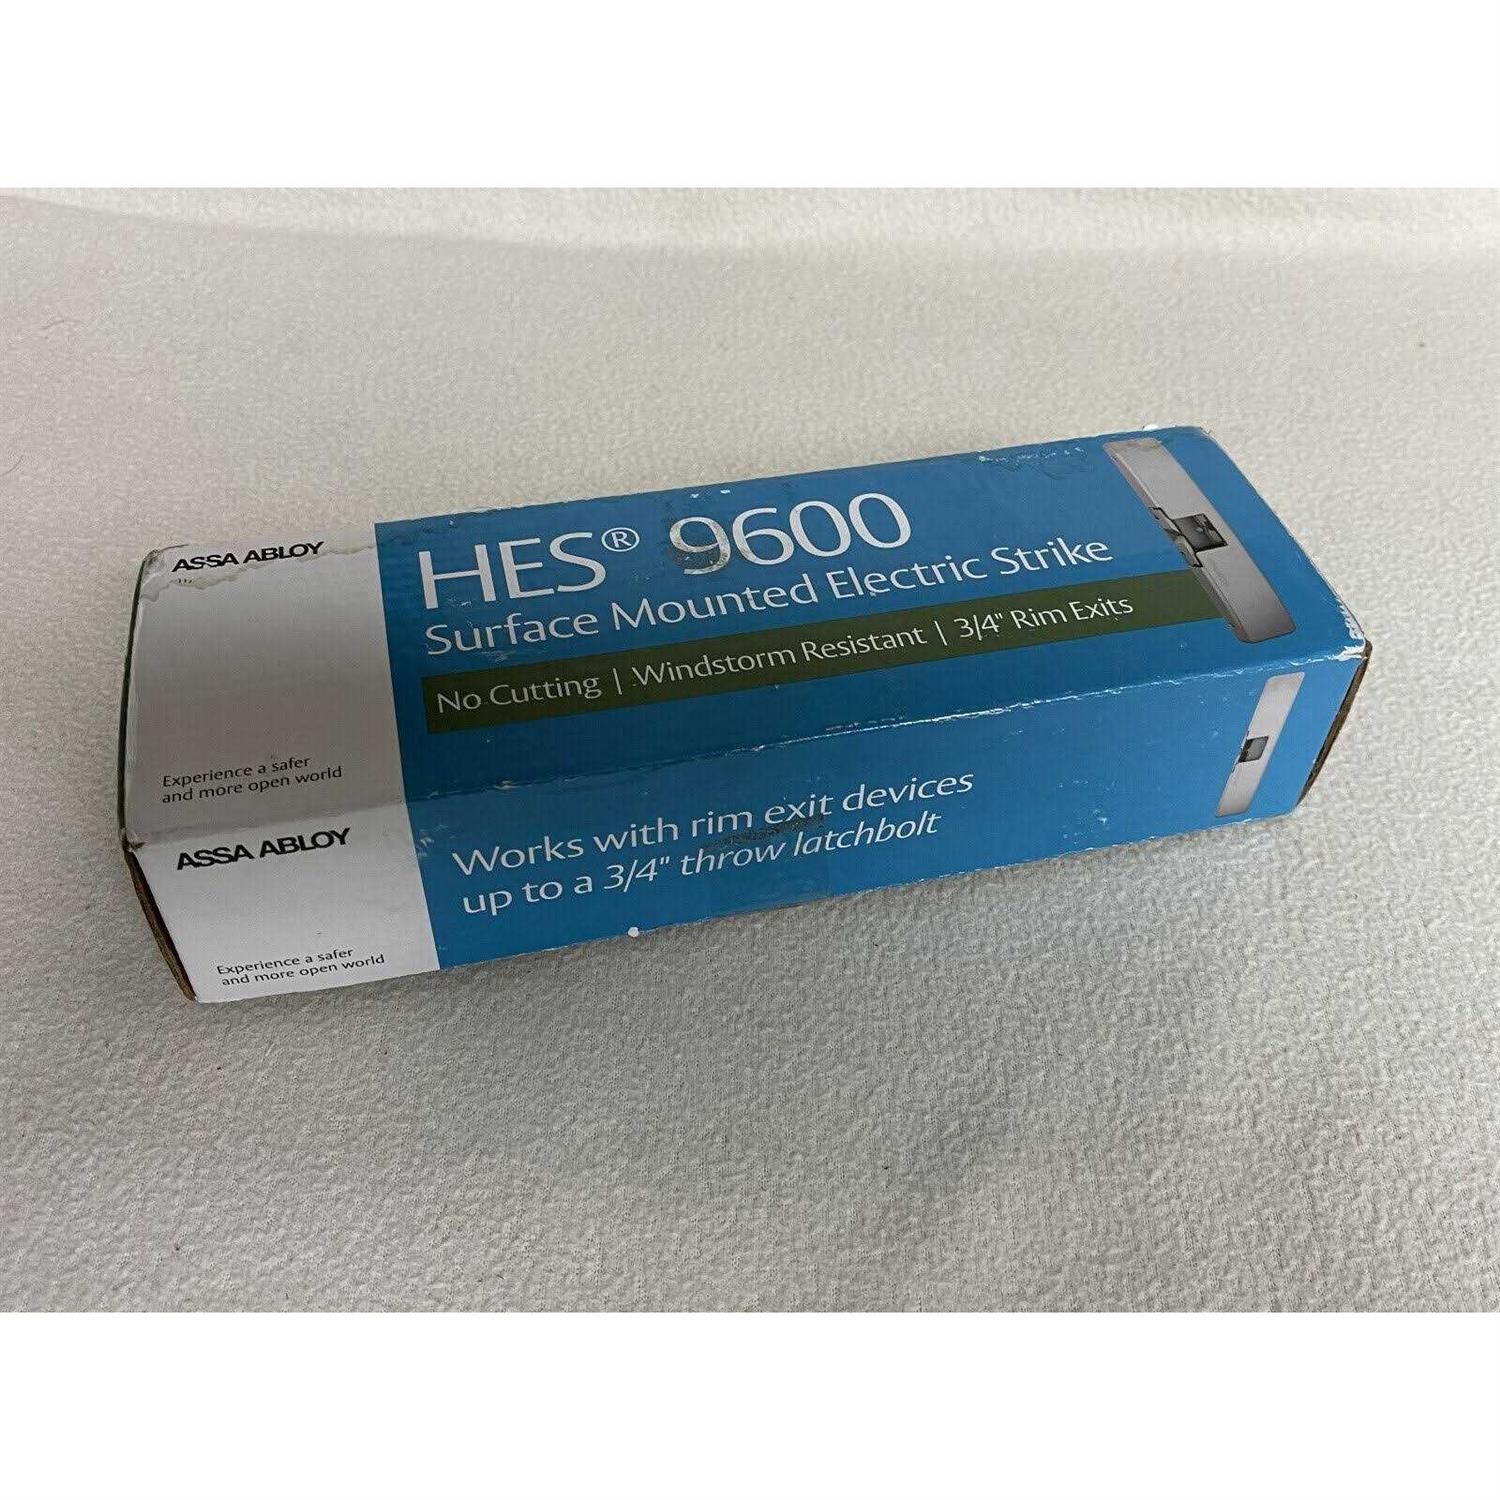 ASSA ABLOY
HES® 9600
Surface Mounted Electric Strike
No Cutting | Windstorm Resistant | 3/4" Rim Exits
Experience a safer
and more open world
ASSA ABLOY
Works with rim exit devices
up to a 3/4" throw latchbolt
Experience a safer
and more open world